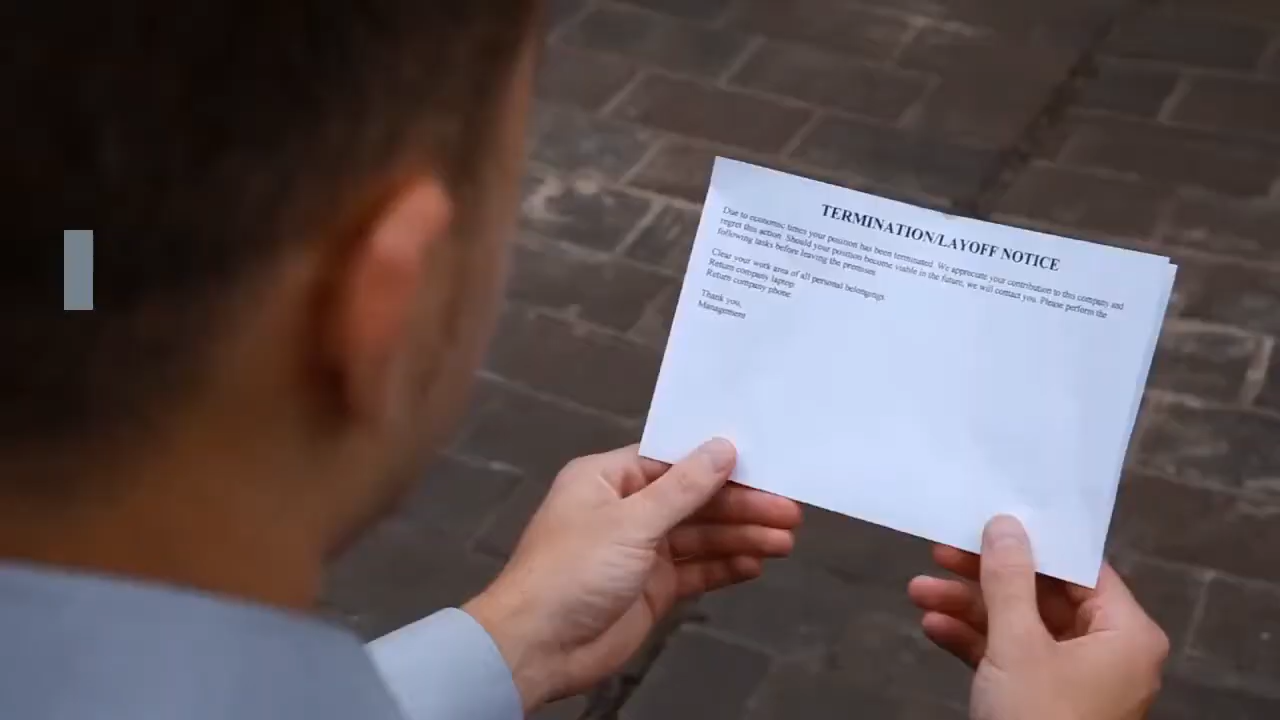 TERMINATION/LAYOFF NOTICE
Due to economic times your position has been terminated. We appreciate your contribution to this company and
regret this action. Should your position become visible in the future, we will contact you. Please perform the
following tasks before leaving the premises.
Clear your work area of all personal belongings
Return company laptop
Return company phone
Thank you,
Management